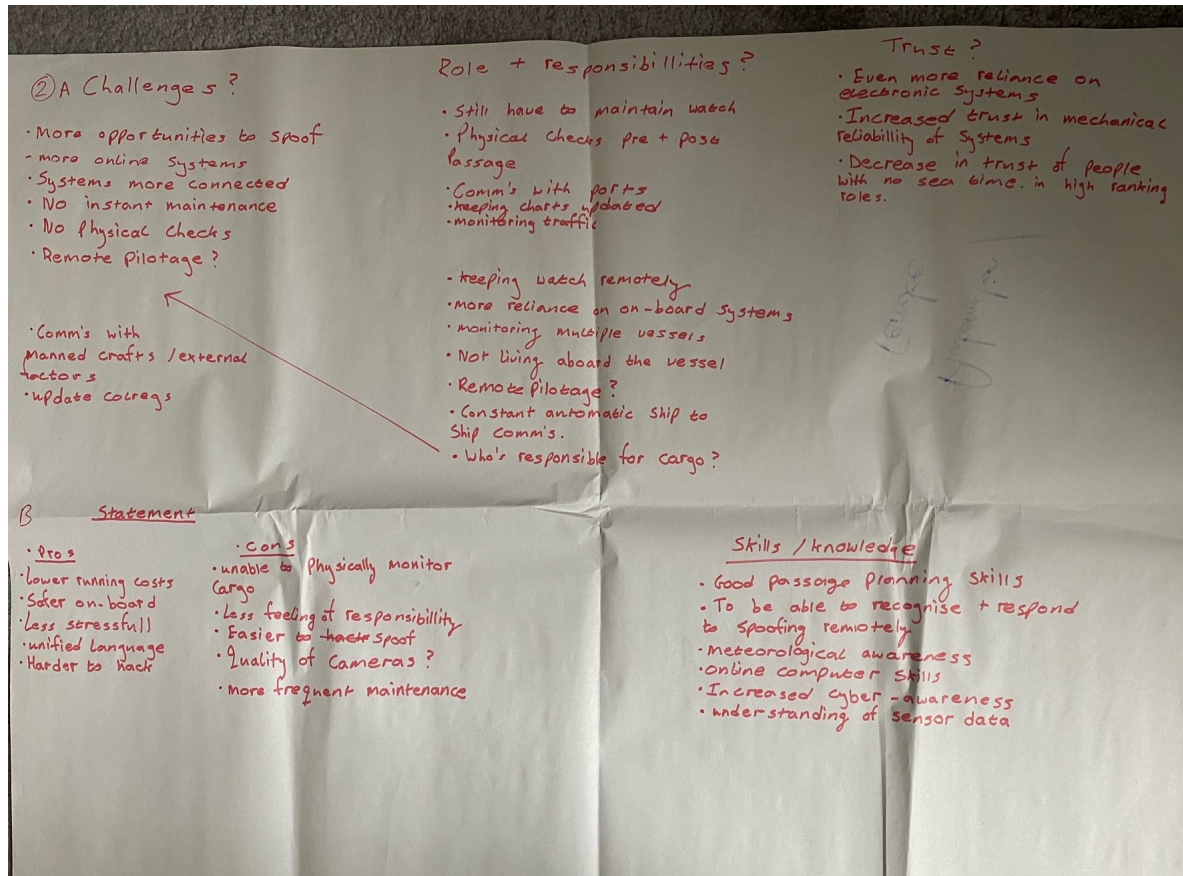 ② A Challenges?
• More opportunities to spoof
- more online systems
• Systems more connected
• No instant maintenance
• No Physical checks
• Remote Pilotage?
• Comm's with
manned crafts / external
factors
• update colregs
Role + responsibillities?
• Still have to maintain watch
• Physical checks pre + post
Passage
• Comm's with ports
• keeping charts updated
• monitoring traffic
• keeping watch remotely
• more reliance on on-board systems
• monitoring multiple vessels
• Not living aboard the vessel
• Remote pilotage?
• Constant automatic ship to
Ship comm's.
• Who's responsible for cargo?
Trust?
• Even more reliance on
electronic systems
• Increased trust in mechanical
reliabillity of systems
• Decrease in trust of people
with no sea time. in high ranking
roles.
B Statement
• Pros
• Lower running costs
• Safer on-board
• Less stressfull
• unified Language
• Harder to hack
• Cons
• unable to Physically monitor
Cargo
• Less feeling of responsibillity
• Easier to hack spoof
• Quality of cameras?
• more frequent maintenance
Skills / knowledge
• Good passage planning skills
• To be able to recognise + respond
to spoofing remotely
• meteorological awareness
• online computer skills
• Increased cyber-awareness
• understanding of sensor data